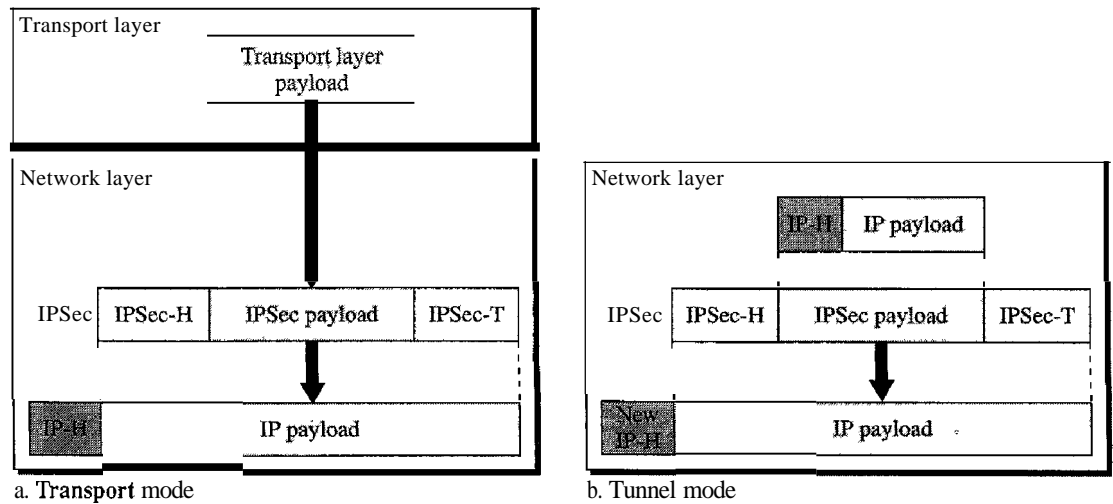 Transport layer
Transport layer
payload
Network layer
IPSec IPSec-H IPSec payload IPSec-T
IP-H IP payload
a. Transport mode
Network layer
IP-H IP payload
IPSec IPSec-H IPSec payload IPSec-T
New
IP-H IP payload
b. Tunnel mode